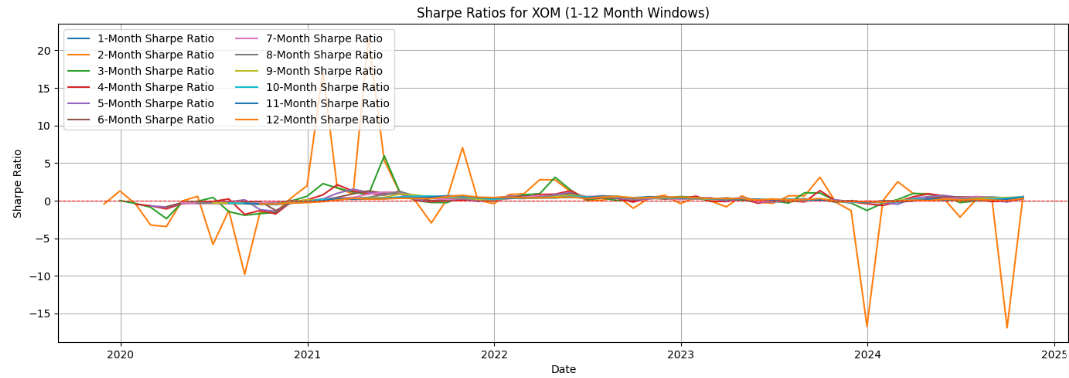 Sharpe Ratios for XOM (1-12 Month Windows)
1-Month Sharpe Ratio
2-Month Sharpe Ratio
3-Month Sharpe Ratio
4-Month Sharpe Ratio
5-Month Sharpe Ratio
6-Month Sharpe Ratio
7-Month Sharpe Ratio
8-Month Sharpe Ratio
9-Month Sharpe Ratio
10-Month Sharpe Ratio
11-Month Sharpe Ratio
12-Month Sharpe Ratio
Sharpe Ratio
20
15
10
5
0
−5
−10
−15
2020
2021
2022
2023
2024
2025
Date